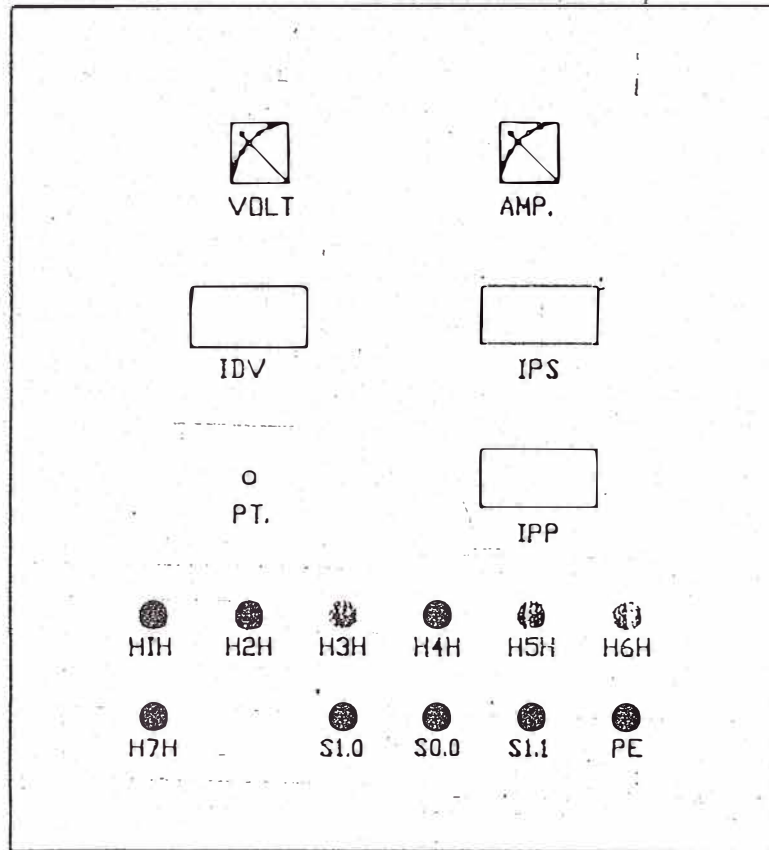 VOLT AMP.
IDV IPS
PT.
IPP
H1H H2H H3H H4H H5H H6H
H7H S1.0 S0.0 S1.1 PE